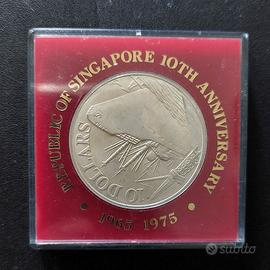 REPUBLIC OF SINGAPORE 10TH ANNIVERSARY
• 1965 1975 •
10 DOLLARS
subito